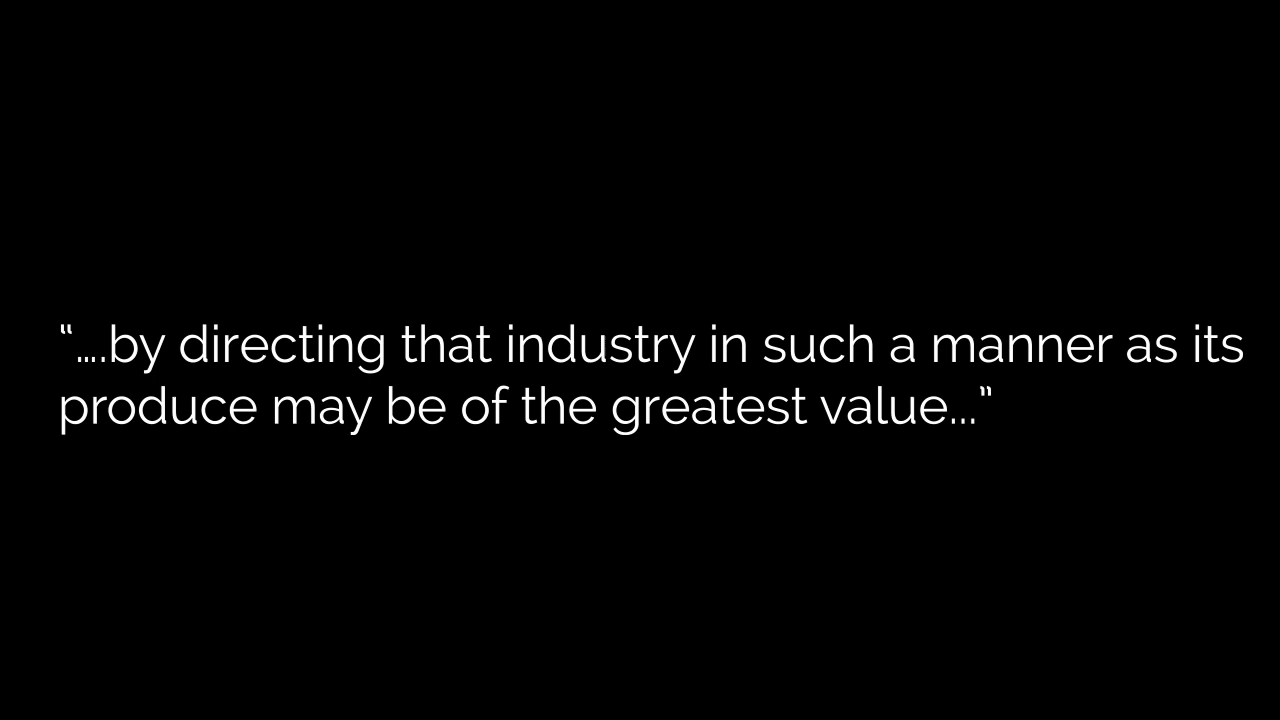 “….by directing that industry in such a manner as its
produce may be of the greatest value...”